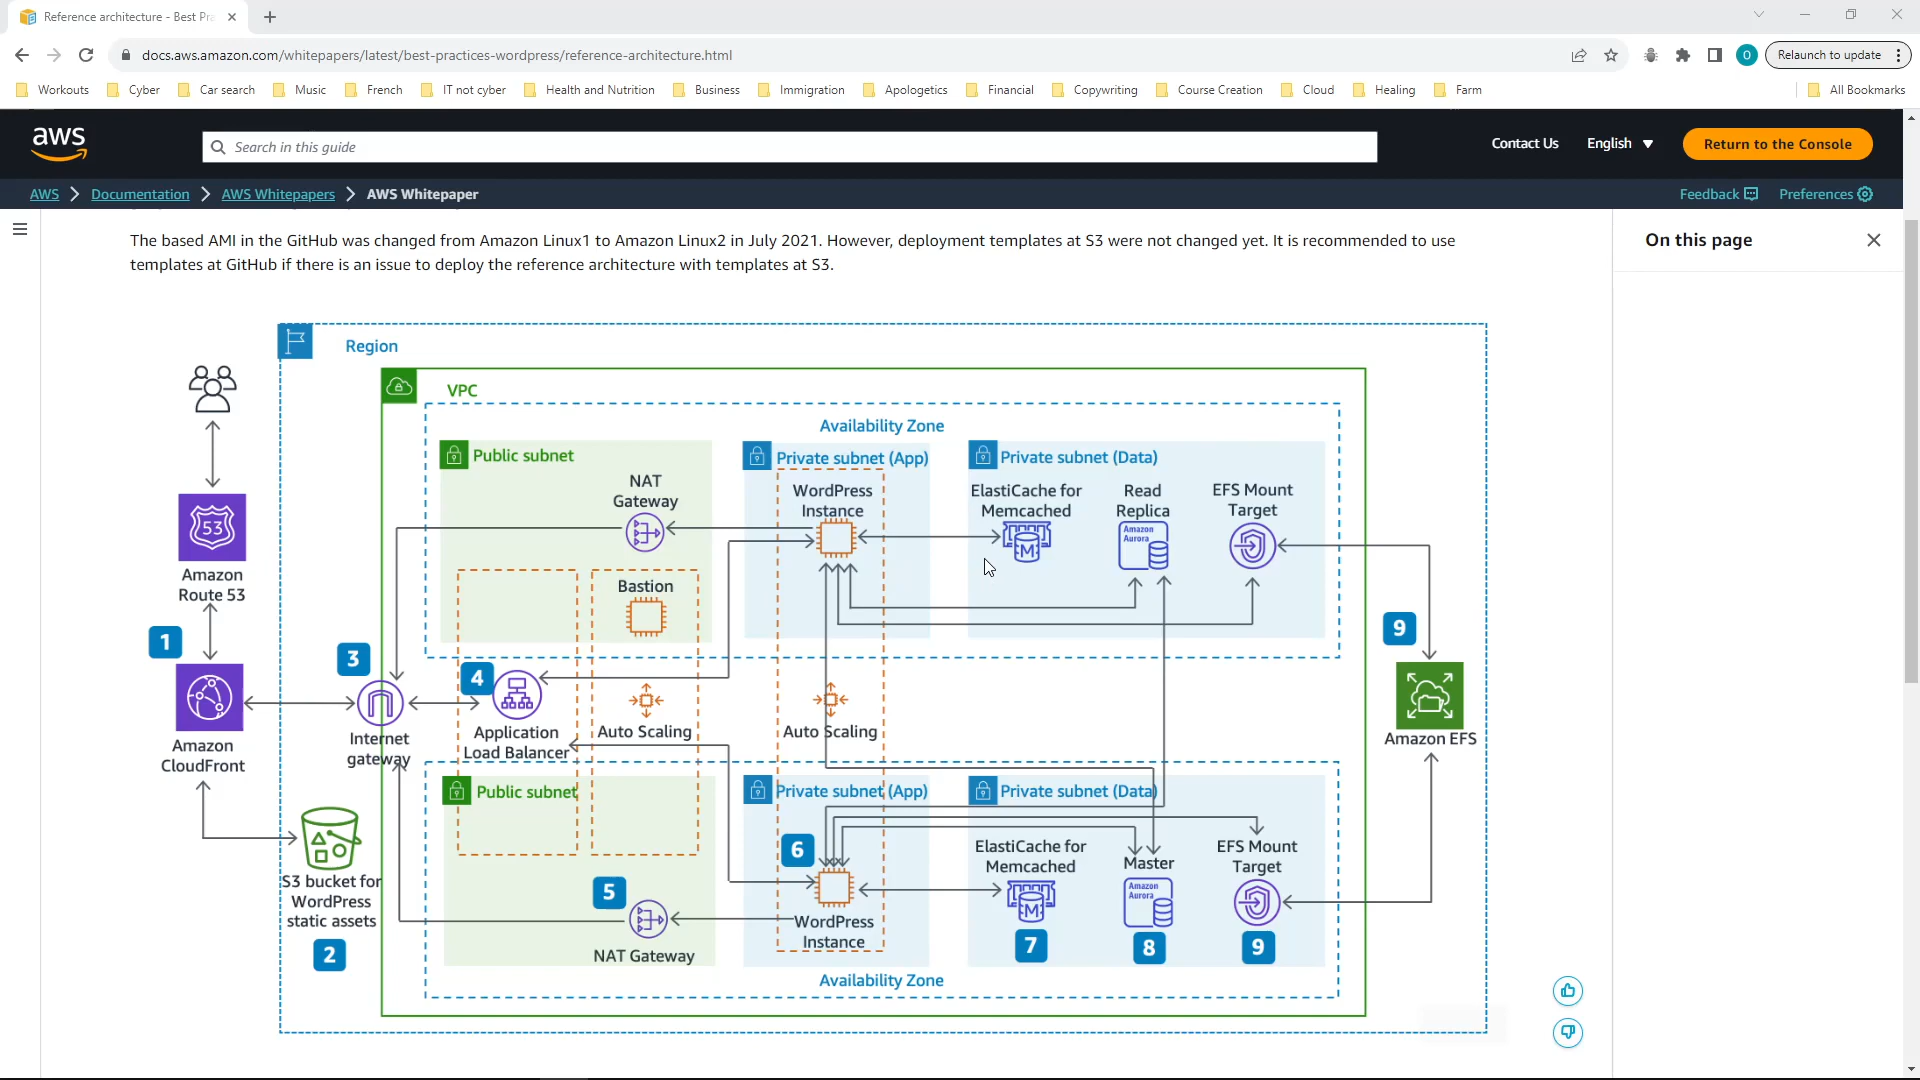 Reference architecture - Best Pra
docs.aws.amazon.com/whitepapers/latest/best-practices-wordpress/reference-architecture.html
O
Relaunch to update
Workouts
Cyber
Car search
Music
French
IT not cyber
Health and Nutrition
Business
Immigration
Apologetics
Financial
Copywriting
Course Creation
Cloud
Healing
Farm
All Bookmarks
aws
Search in this guide
Contact Us
English
Return to the Console
AWS
Documentation
AWS Whitepapers
AWS Whitepaper
Feedback
Preferences
The based AMI in the GitHub was changed from Amazon Linux1 to Amazon Linux2 in July 2021. However, deployment templates at S3 were not changed yet. It is recommended to use
templates at GitHub if there is an issue to deploy the reference architecture with templates at S3.
On this page
Region
VPC
Availability Zone
Public subnet
Private subnet (App)
Private subnet (Data)
NAT
Gateway
WordPress
Instance
ElastiCache for
Memcached
M
Read
Replica
Amazon
Aurora
EFS Mount
Target
53
Amazon
Route 53
Bastion
1
3
4
9
Amazon
CloudFront
Internet
gateway
Application
Load Balancer
Auto Scaling
Auto Scaling
Amazon EFS
Public subnet
Private subnet (App)
Private subnet (Data)
S3 bucket for
WordPress
static assets
2
5
NAT Gateway
6
WordPress
Instance
ElastiCache for
Memcached
M
7
Master
Amazon
Aurora
8
EFS Mount
Target
9
Availability Zone